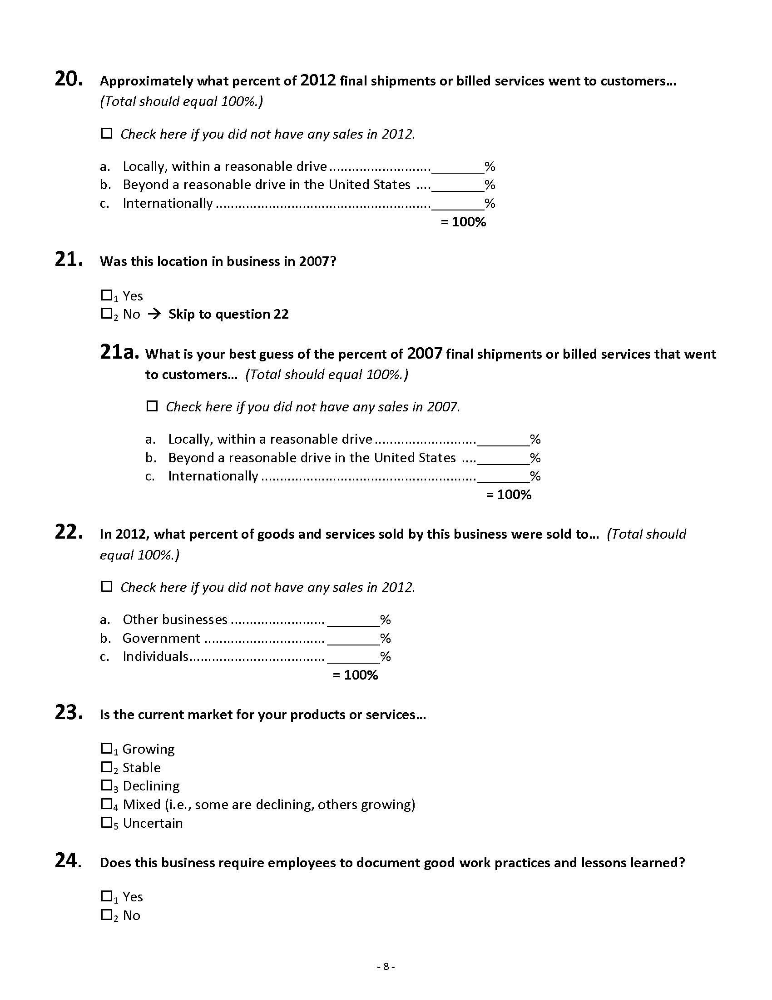 20. Approximately what percent of 2012 final shipments or billed services went to customers...
(Total should equal 100%.)
□ Check here if you did not have any sales in 2012.
a. Locally, within a reasonable drive..........................._______%
b. Beyond a reasonable drive in the United States ...._______%
c. Internationally........................................................_______%
= 100%
21. Was this location in business in 2007?
□1 Yes
□2 No → Skip to question 22
21a. What is your best guess of the percent of 2007 final shipments or billed services that went
to customers... (Total should equal 100%.)
□ Check here if you did not have any sales in 2007.
a. Locally, within a reasonable drive..........................._______%
b. Beyond a reasonable drive in the United States ...._______%
c. Internationally........................................................_______%
= 100%
22. In 2012, what percent of goods and services sold by this business were sold to... (Total should
equal 100%.)
□ Check here if you did not have any sales in 2012.
a. Other businesses ........................._______%
b. Government ................................_______%
c. Individuals...................................._______%
= 100%
23. Is the current market for your products or services...
□1 Growing
□2 Stable
□3 Declining
□4 Mixed (i.e., some are declining, others growing)
□5 Uncertain
24. Does this business require employees to document good work practices and lessons learned?
□1 Yes
□2 No
- 8 -